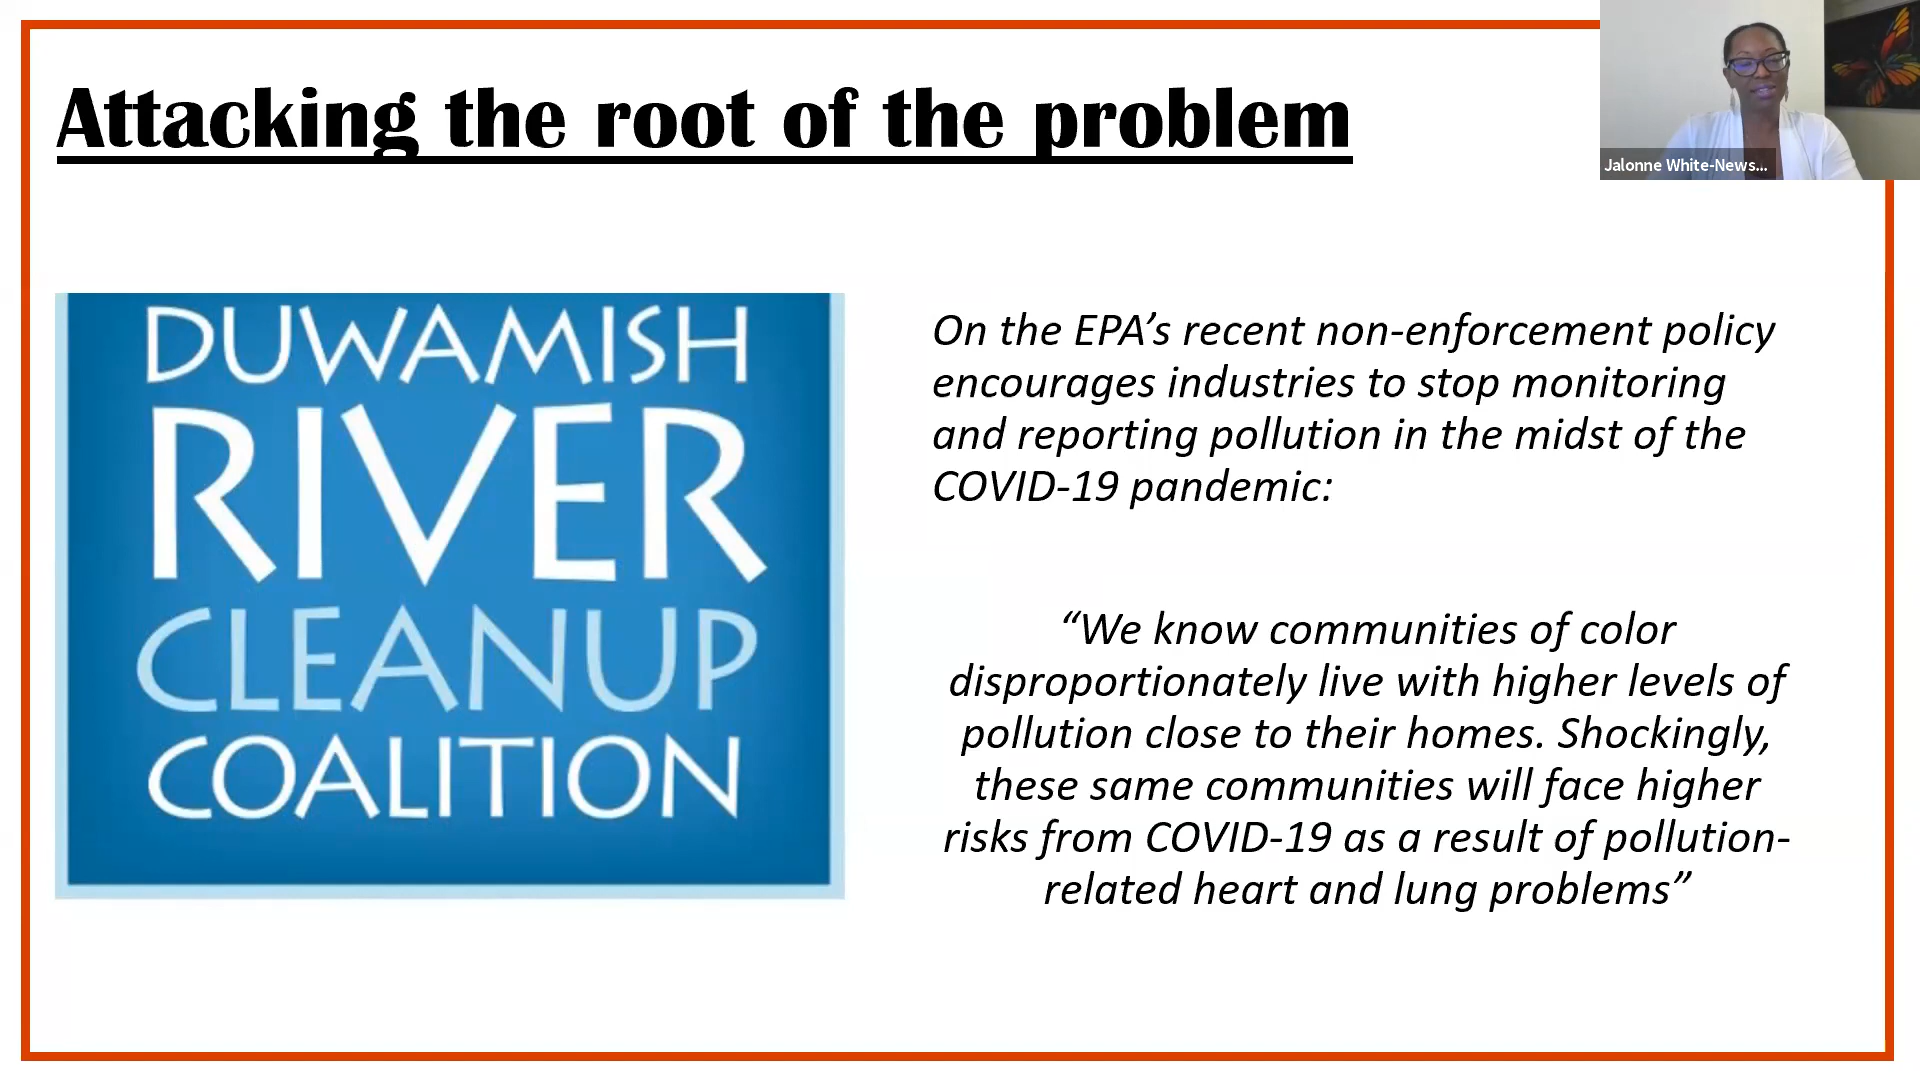 Attacking the root of the problem
Jalonne White-News...
DUWAMISH
RIVER
CLEANUP
COALITION
On the EPA’s recent non-enforcement policy
encourages industries to stop monitoring
and reporting pollution in the midst of the
COVID-19 pandemic:
“We know communities of color
disproportionately live with higher levels of
pollution close to their homes. Shockingly,
these same communities will face higher
risks from COVID-19 as a result of pollution-
related heart and lung problems”